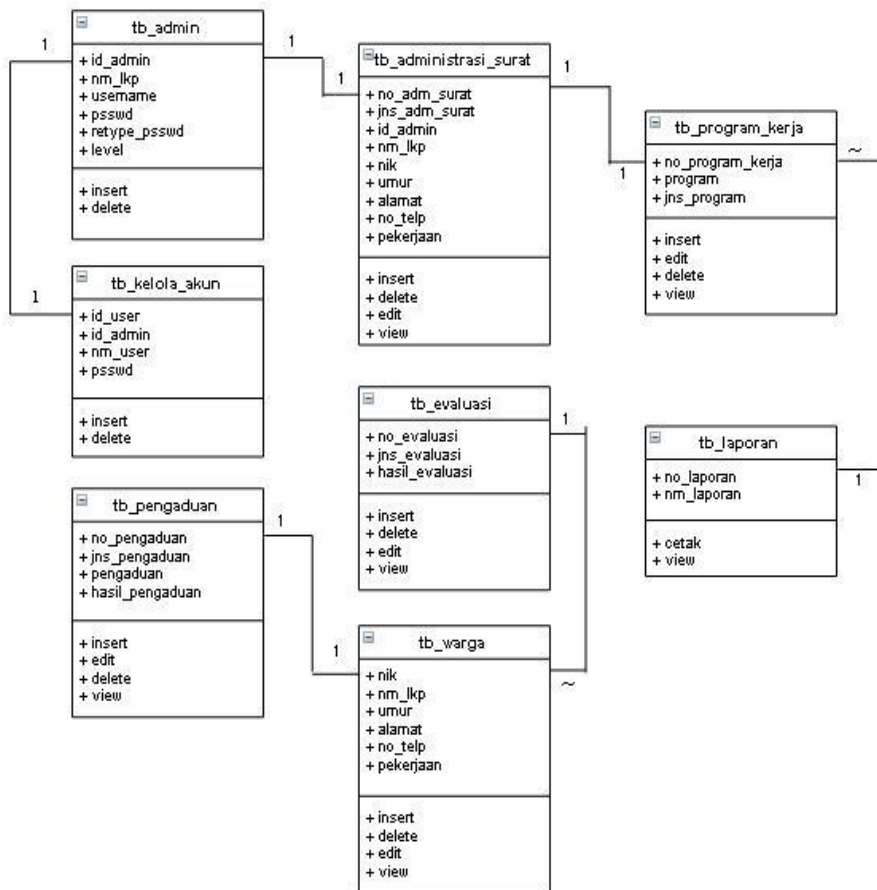 tb_admin
+ id_admin
+ nm_lkp
+ username
+ psswd
+ retype_psswd
+ level
+ insert
+ delete
1
1
tb_administrasi_surat
+ no_adm_surat
+ jns_adm_surat
+ id_admin
+ nm_lkp
+ nik
+ umur
+ alamat
+ no_telp
+ pekerjaan
+ insert
+ delete
+ edit
+ view
1
1
tb_program_kerja
+ no_program_kerja
+ program
+ jns_program
+ insert
+ edit
+ delete
+ view
1
~
tb_kelola_akun
+ id_user
+ id_admin
+ nm_user
+ psswd
+ insert
+ delete
1
tb_evaluasi
+ no_evaluasi
+ jns_evaluasi
+ hasil_evaluasi
+ insert
+ delete
+ edit
+ view
1
tb_laporan
+ no_laporan
+ nm_laporan
+ cetak
+ view
1
tb_pengaduan
+ no_pengaduan
+ jns_pengaduan
+ pengaduan
+ hasil_pengaduan
+ insert
+ edit
+ delete
+ view
1
1
tb_warga
+ nik
+ nm_lkp
+ umur
+ alamat
+ no_telp
+ pekerjaan
+ insert
+ delete
+ edit
+ view
~